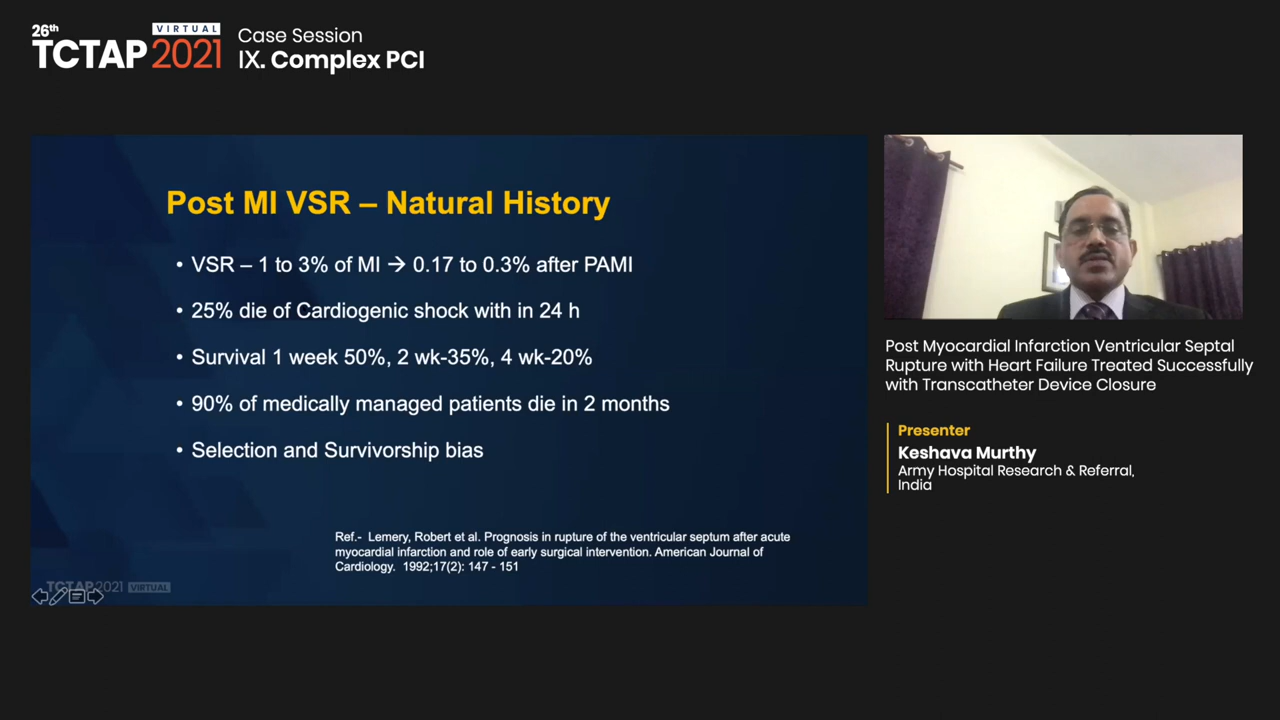 26th
VIRTUAL
TCTAP 2021
Case Session
IX. Complex PCI
Post MI VSR – Natural History
• VSR – 1 to 3% of MI → 0.17 to 0.3% after PAMI
• 25% die of Cardiogenic shock with in 24 h
• Survival 1 week 50%, 2 wk-35%, 4 wk-20%
• 90% of medically managed patients die in 2 months
• Selection and Survivorship bias
Ref.- Lemery, Robert et al. Prognosis in rupture of the ventricular septum after acute
myocardial infarction and role of early surgical intervention. American Journal of
Cardiology. 1992;17(2): 147 - 151
TCTAP2021 VIRTUAL
Post Myocardial Infarction Ventricular Septal
Rupture with Heart Failure Treated Successfully
with Transcatheter Device Closure
Presenter
Keshava Murthy
Army Hospital Research & Referral,
India